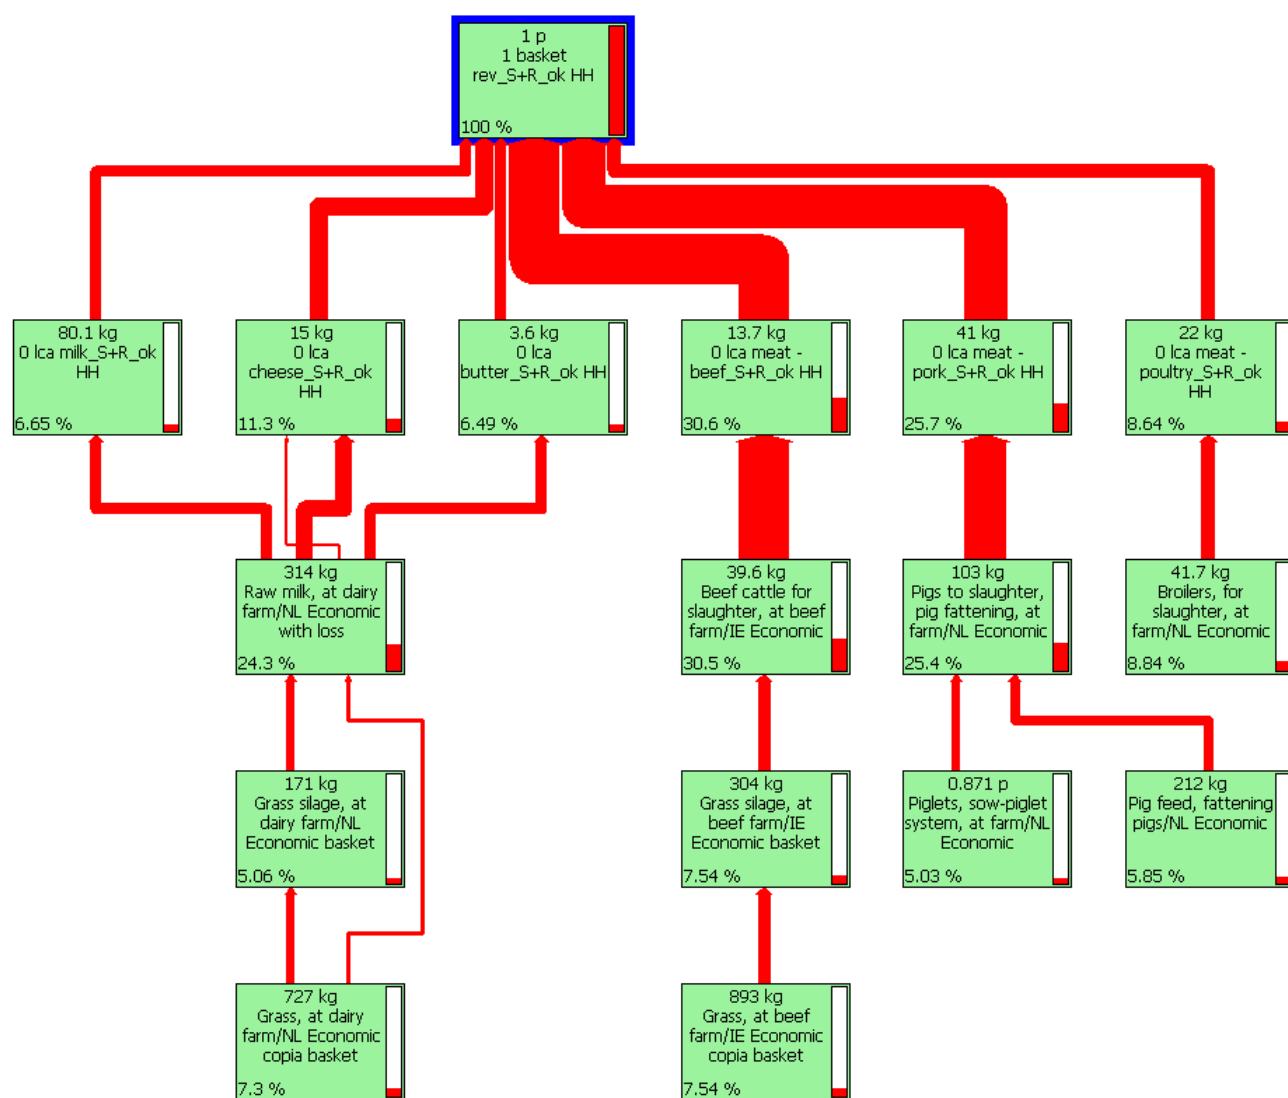 1 p
1 basket
rev_S+R_ok HH
100 %
80.1 kg
0 lca milk_S+R_ok
HH
6.65 %
15 kg
0 lca
cheese_S+R_ok
HH
11.3 %
3.6 kg
0 lca
butter_S+R_ok HH
6.49 %
13.7 kg
0 lca meat -
beef_S+R_ok HH
30.6 %
41 kg
0 lca meat -
pork_S+R_ok HH
25.7 %
22 kg
0 lca meat -
poultry_S+R_ok
HH
8.64 %
314 kg
Raw milk, at dairy
farm/NL Economic
with loss
24.3 %
39.6 kg
Beef cattle for
slaughter, at beef
farm/IE Economic
30.5 %
103 kg
Pigs to slaughter,
pig fattening, at
farm/NL Economic
25.4 %
41.7 kg
Broilers, for
slaughter, at
farm/NL Economic
8.84 %
171 kg
Grass silage, at
dairy farm/NL
Economic basket
5.06 %
304 kg
Grass silage, at
beef farm/IE
Economic basket
7.54 %
0.871 p
Piglets, sow-piglet
system, at farm/NL
Economic
5.03 %
212 kg
Pig feed, fattening
pigs/NL Economic
5.85 %
727 kg
Grass, at dairy
farm/NL Economic
copia basket
7.3 %
893 kg
Grass, at beef
farm/IE Economic
copia basket
7.54 %